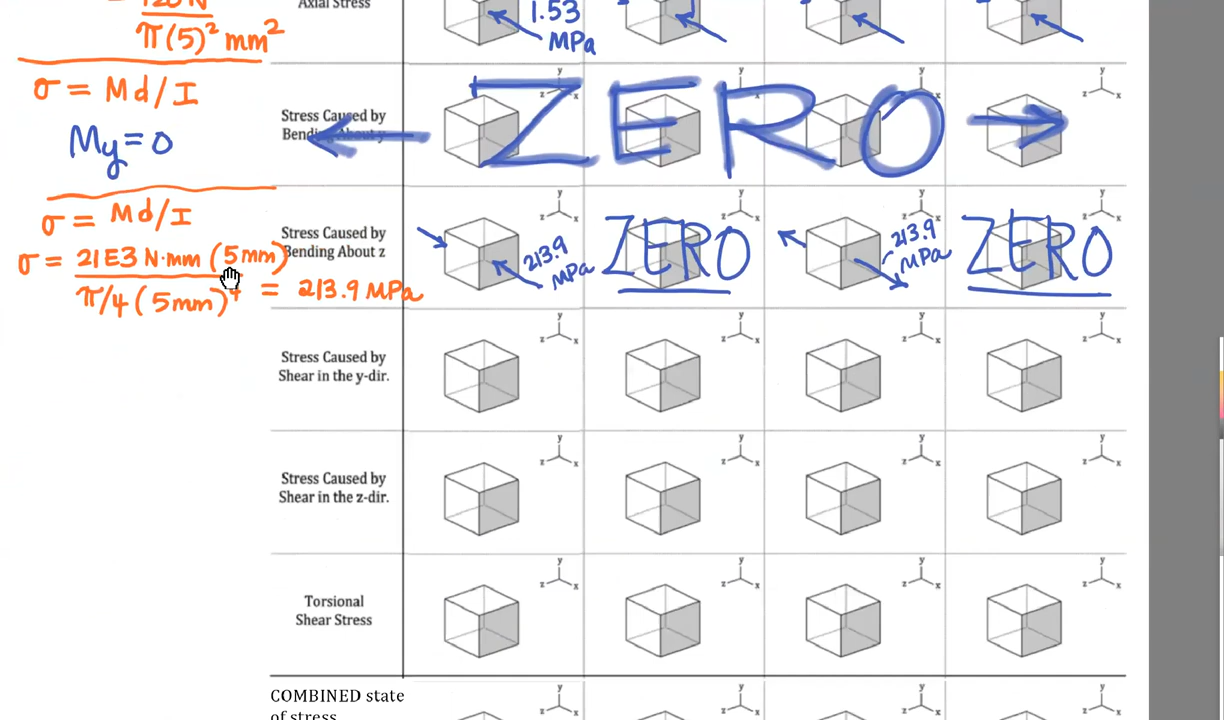 = 120 N
π(5)² mm²
σ = Md/I
My=0
σ = Md/I
σ = 21E3 N·mm (5mm)
π/4 (5mm)⁴ = 213.9 MPa
Axial Stress
1.53
MPa
Stress Caused by
Bending About y
ZERO
y
z
x
y
x
y
x
y
x
Stress Caused by
Bending About z
213.9
MPa
ZERO
213.9
MPa
ZERO
y
z
x
y
z
x
y
z
x
y
z
x
Stress Caused by
Shear in the y-dir.
y
z
x
y
z
x
y
z
x
y
z
x
Stress Caused by
Shear in the z-dir.
y
z
x
y
z
x
y
z
x
y
z
x
Torsional
Shear Stress
y
z
x
y
z
x
y
z
x
y
z
x
COMBINED state
of stress
y
z
x
y
z
x
y
z
x
y
z
x